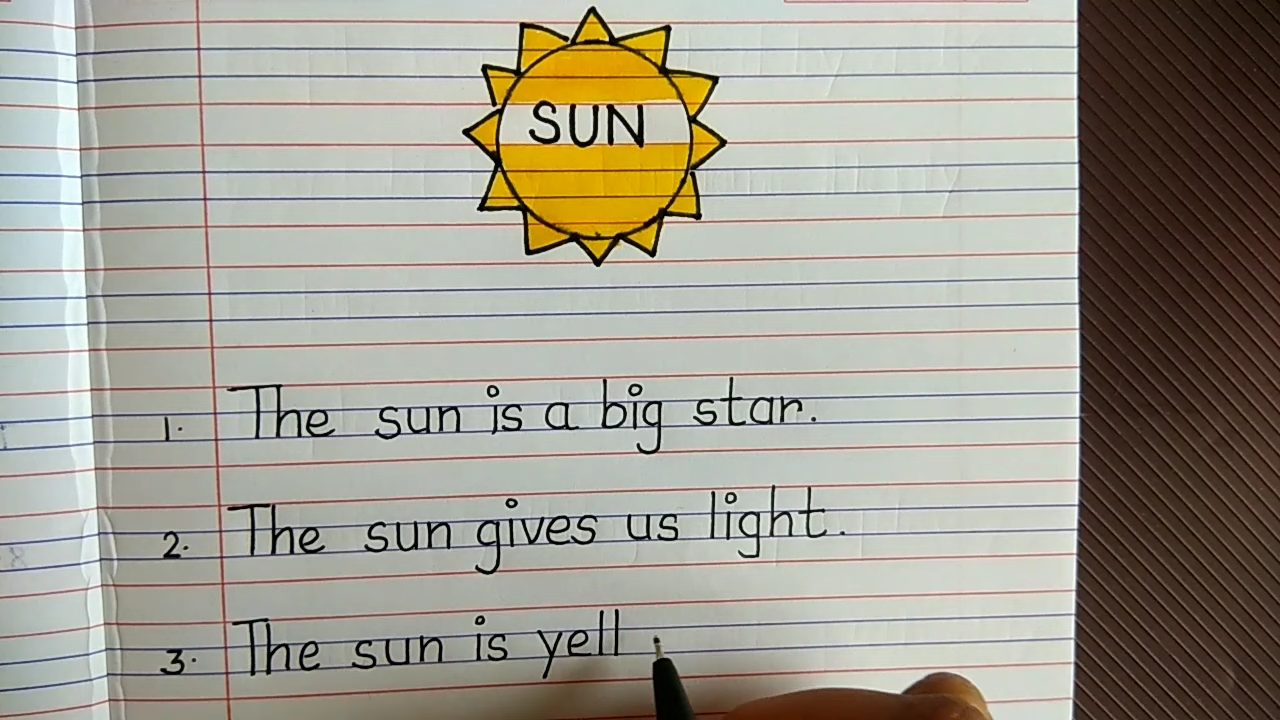 SUN
1. The sun is a big star.
2. The sun gives us light.
3. The sun is yell